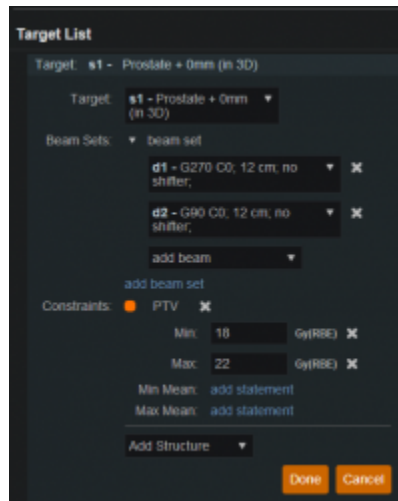 Target List
Target: s1 - Prostate + 0mm (in 3D)
Target: s1 - Prostate + 0mm
(in 3D)
Beam Sets: beam set
d1 - G270 C0; 12 cm; no
shifter;
d2 - G90 C0; 12 cm; no
shifter;
add beam
add beam set
Constraints: PTV
Min: 18 Gy(RBE)
Max: 22 Gy(RBE)
Min Mean: add statement
Max Mean: add statement
Add Structure
Done Cancel